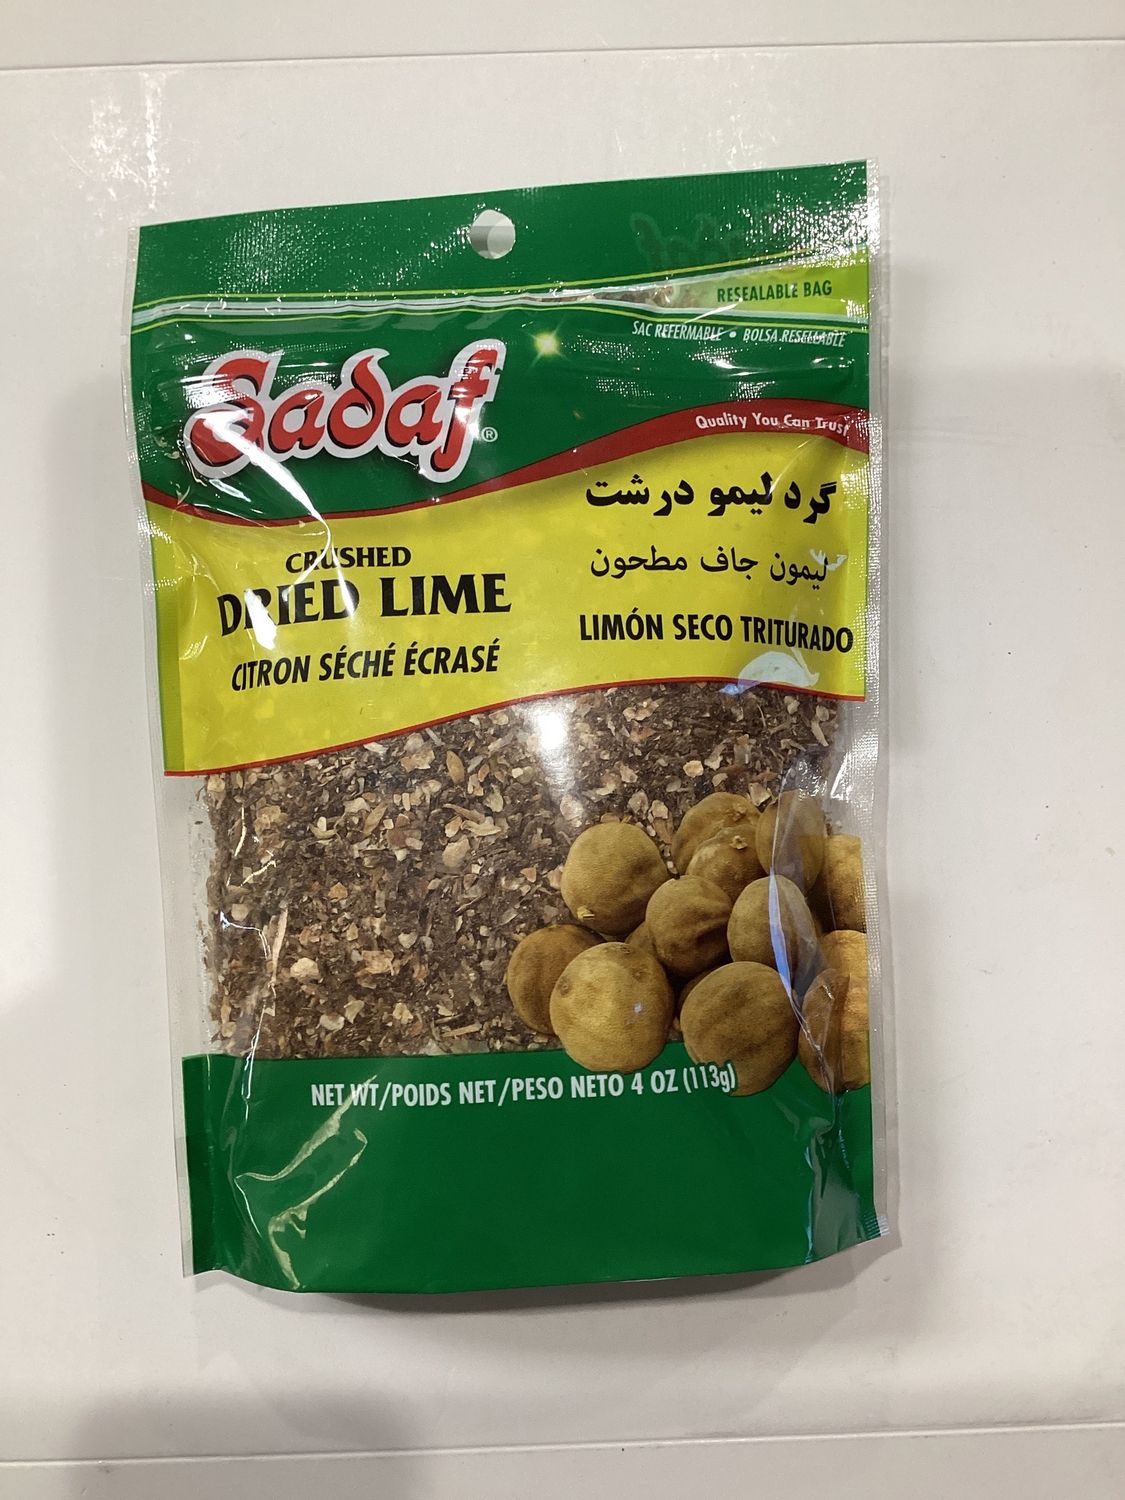 RESEALABLE BAG
SAC REFERMABLE • BOLSA RESELLABLE
Sadaf®
Quality You Can Trust
گرد لیمو درشت
ليمون جاف مطحون
LIMÓN SECO TRITURADO
CRUSHED
DRIED LIME
CITRON SÉCHÉ ÉCRASÉ
NET WT/POIDS NET/PESO NETO 4 OZ (113g)